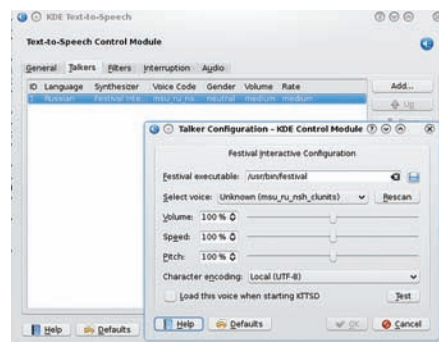 KDE Text-to-Speech
Text-to-Speech Control Module
General Talkers Filters Interruption Audio
ID Language Synthesizer Voice Code Gender Volume Rate
1 Russian Festival Inte... msu_ru_ns... neutral medium medium
Add...
Up
Talker Configuration - KDE Control Module
Festival Interactive Configuration
Festival executable: /usr/bin/festival
Select voice: Unknown (msu_ru_nsh_clunits) Rescan
Volume: 100 %
Speed: 100 %
Pitch: 100 %
Character encoding: Local (UTF-8)
Load this voice when starting KTTSD Test
Help Defaults OK Cancel
Help Defaults